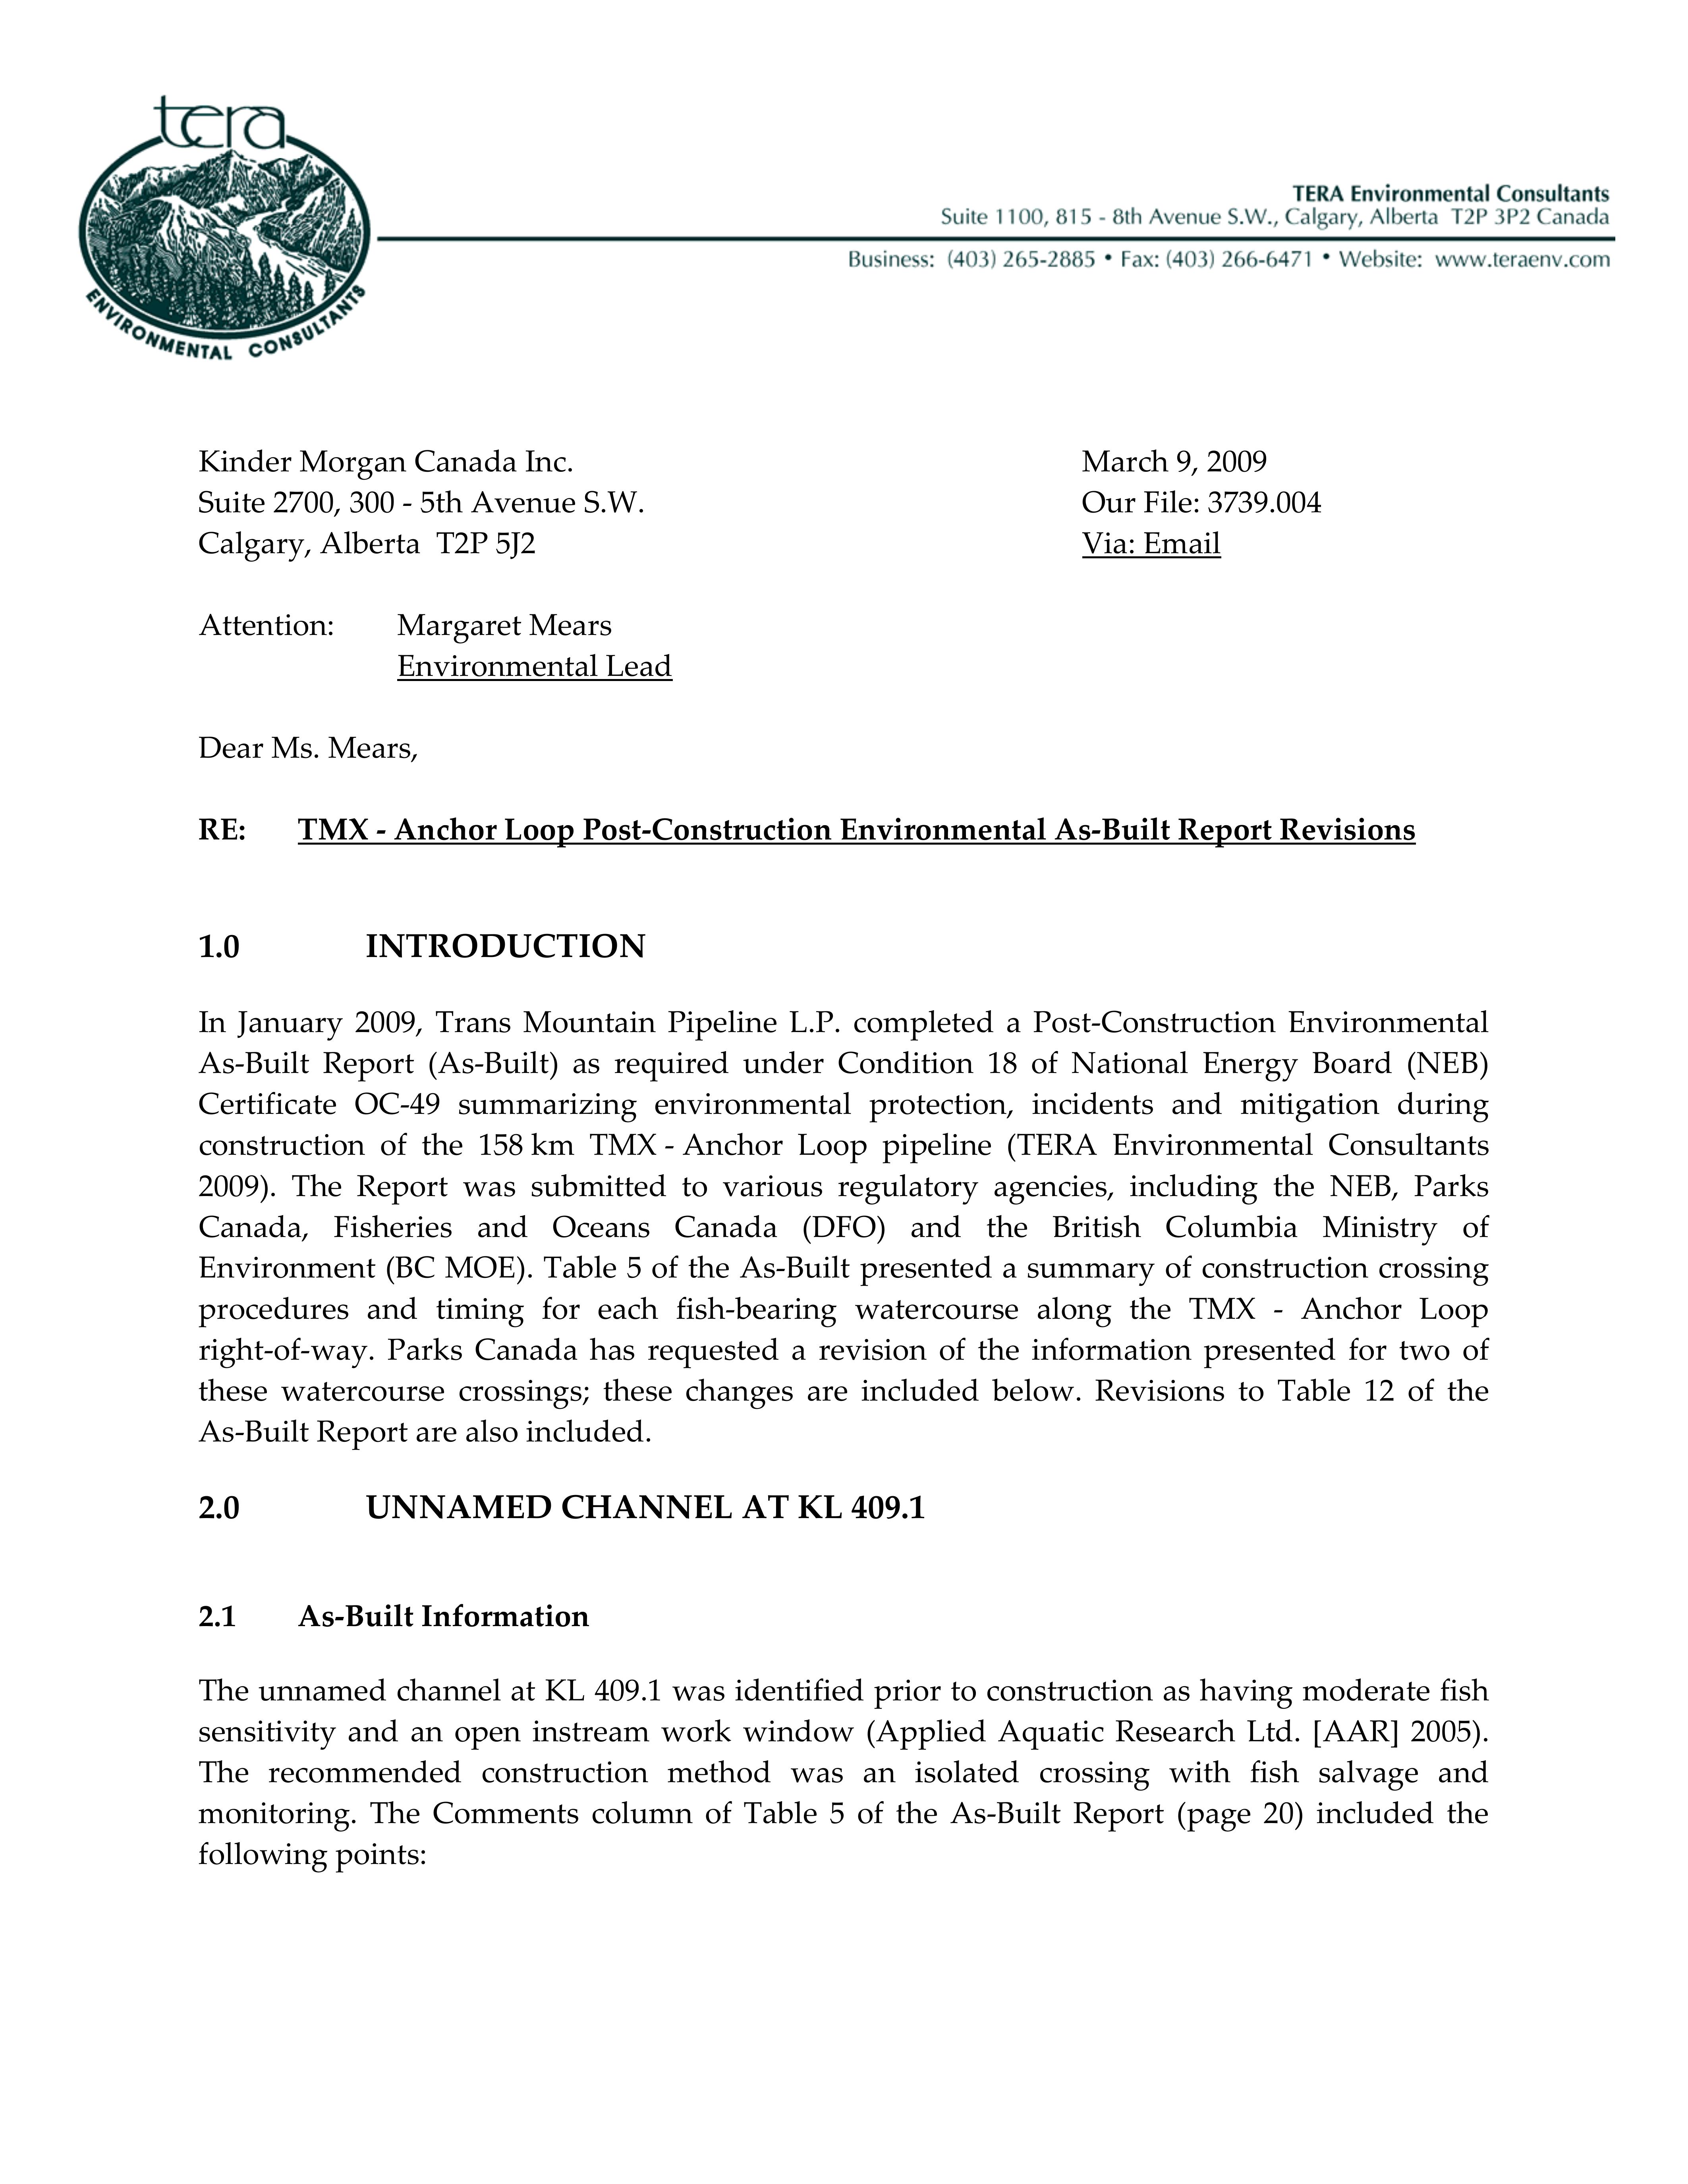 tera
ENVIRONMENTAL CONSULTANTS
TERA Environmental Consultants
Suite 1100, 815 - 8th Avenue S.W., Calgary, Alberta T2P 3P2 Canada
Business: (403) 265-2885 • Fax: (403) 266-6471 • Website: www.teraenv.com
Kinder Morgan Canada Inc. March 9, 2009
Suite 2700, 300 - 5th Avenue S.W. Our File: 3739.004
Calgary, Alberta T2P 5J2 Via: Email
Attention: Margaret Mears
Environmental Lead
Dear Ms. Mears,
RE: TMX - Anchor Loop Post-Construction Environmental As-Built Report Revisions
1.0 INTRODUCTION
In January 2009, Trans Mountain Pipeline L.P. completed a Post-Construction Environmental
As-Built Report (As-Built) as required under Condition 18 of National Energy Board (NEB)
Certificate OC-49 summarizing environmental protection, incidents and mitigation during
construction of the 158 km TMX - Anchor Loop pipeline (TERA Environmental Consultants
2009). The Report was submitted to various regulatory agencies, including the NEB, Parks
Canada, Fisheries and Oceans Canada (DFO) and the British Columbia Ministry of
Environment (BC MOE). Table 5 of the As-Built presented a summary of construction crossing
procedures and timing for each fish-bearing watercourse along the TMX - Anchor Loop
right-of-way. Parks Canada has requested a revision of the information presented for two of
these watercourse crossings; these changes are included below. Revisions to Table 12 of the
As-Built Report are also included.
2.0 UNNAMED CHANNEL AT KL 409.1
2.1 As-Built Information
The unnamed channel at KL 409.1 was identified prior to construction as having moderate fish
sensitivity and an open instream work window (Applied Aquatic Research Ltd. [AAR] 2005).
The recommended construction method was an isolated crossing with fish salvage and
monitoring. The Comments column of Table 5 of the As-Built Report (page 20) included the
following points: